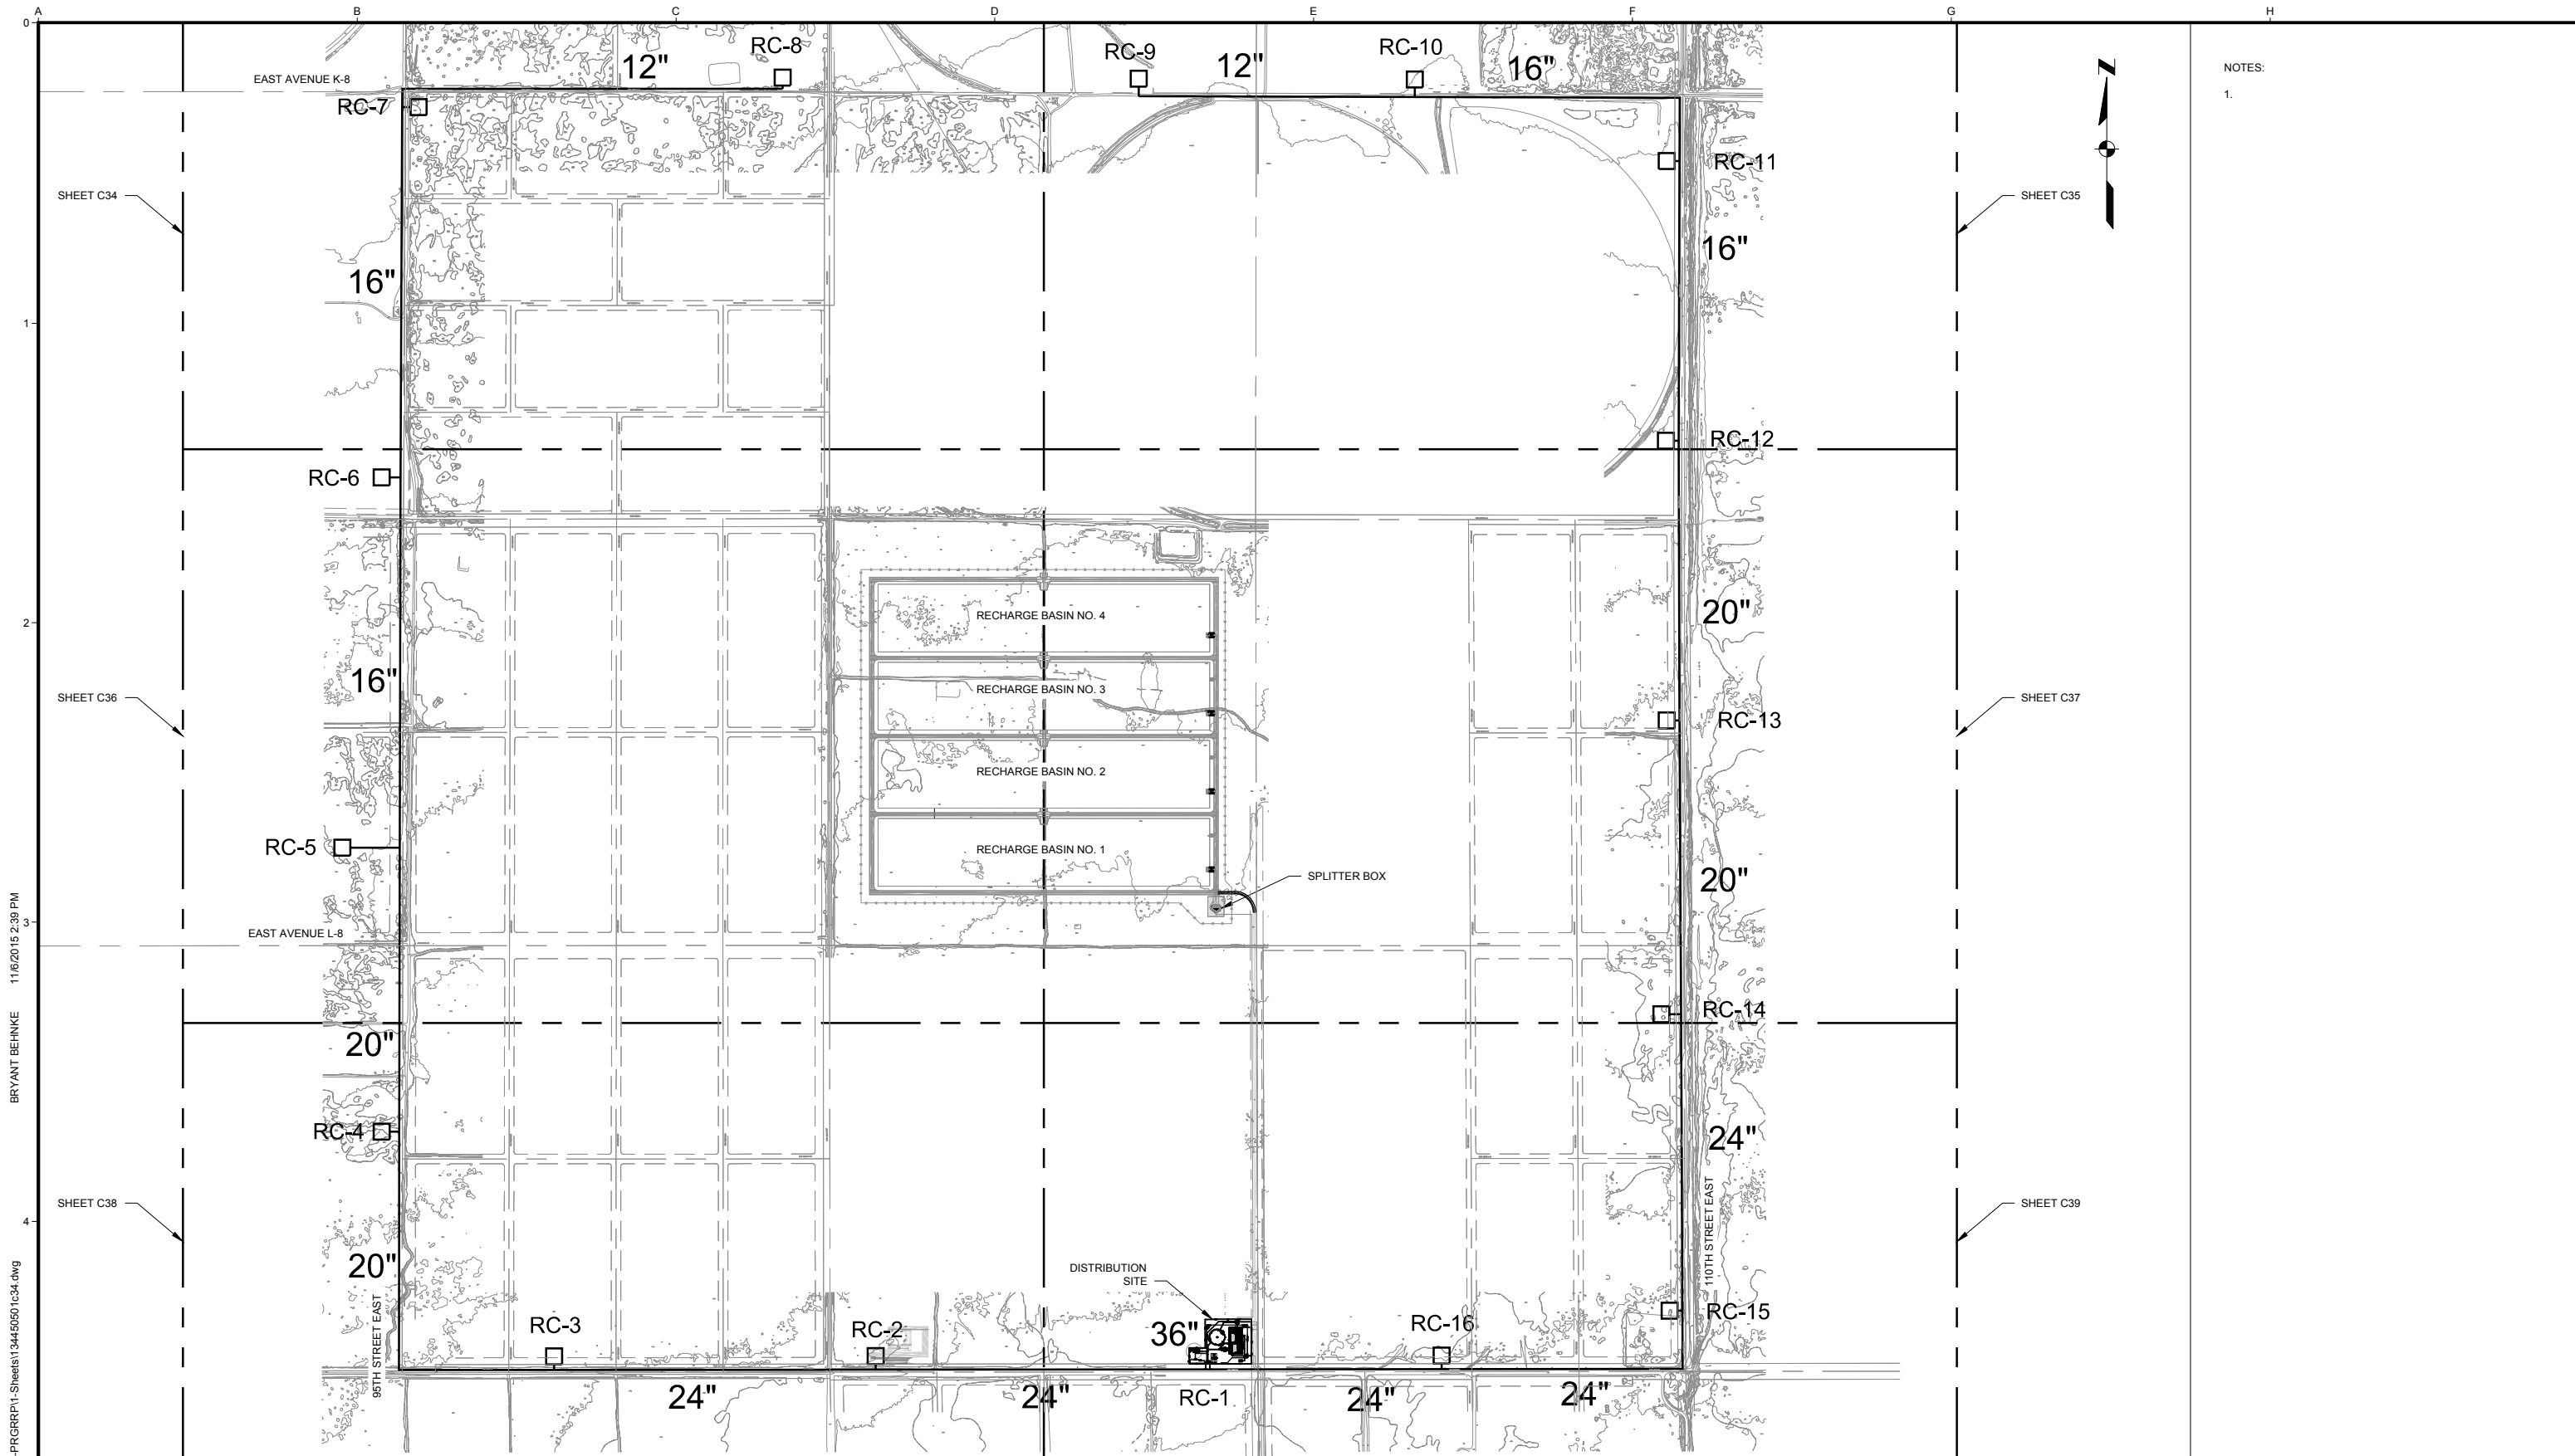 A B C D E F G H
0
RC-8
RC-9
RC-10
12"
12"
16"
EAST AVENUE K-8
NOTES:
1.
N
RC-7
RC-11
SHEET C34
SHEET C35
16"
16"
1
RC-12
RC-6
2
RECHARGE BASIN NO. 4
20"
16"
RECHARGE BASIN NO. 3
SHEET C36
SHEET C37
RC-13
RECHARGE BASIN NO. 2
RC-5
RECHARGE BASIN NO. 1
SPLITTER BOX
20"
3
EAST AVENUE L-8
RC-14
20"
RC-4
24"
SHEET C38
SHEET C39
4
110TH STREET EAST
20"
DISTRIBUTION
SITE
95TH STREET EAST
RC-3
RC-2
36"
RC-16
RC-15
24"
24"
RC-1
24"
24"
BRYANT BEHNKE 11/6/2015 2:39 PM
-PRGRRP\1-Sheets\134450501c34.dwg